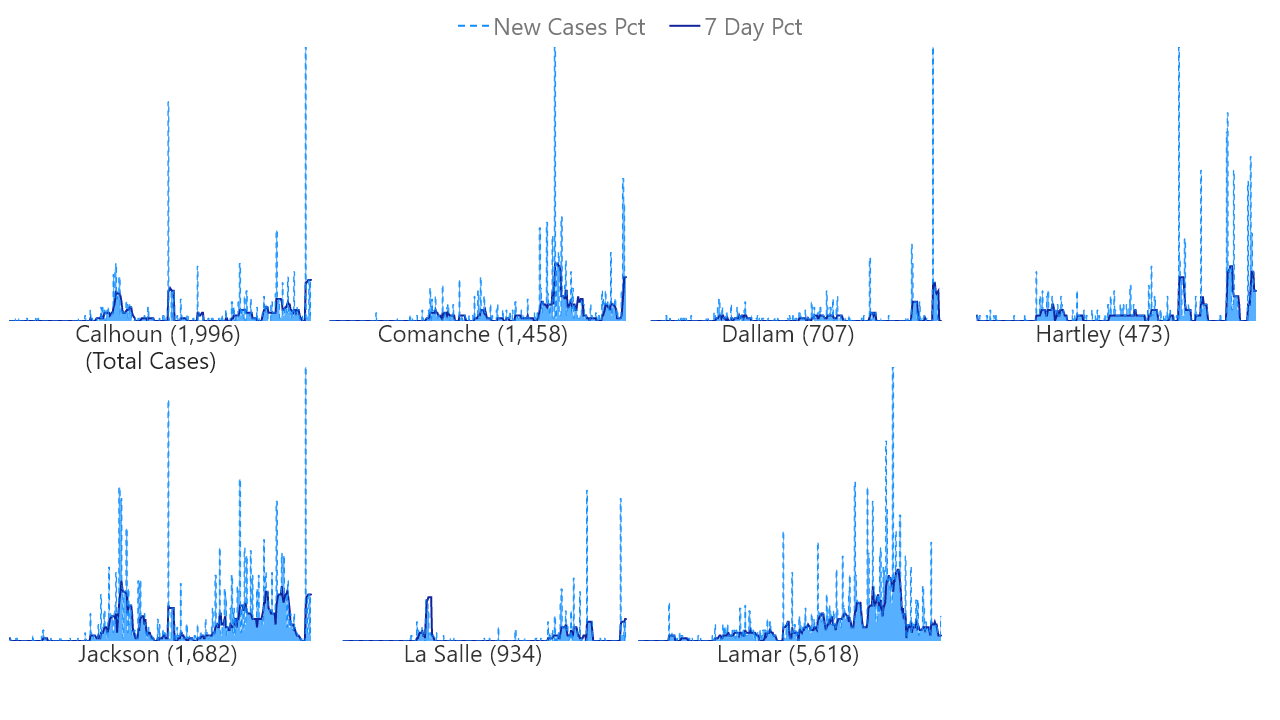 New Cases Pct 7 Day Pct
Calhoun (1,996)
(Total Cases)
Comanche (1,458)
Dallam (707)
Hartley (473)
Jackson (1,682)
La Salle (934)
Lamar (5,618)